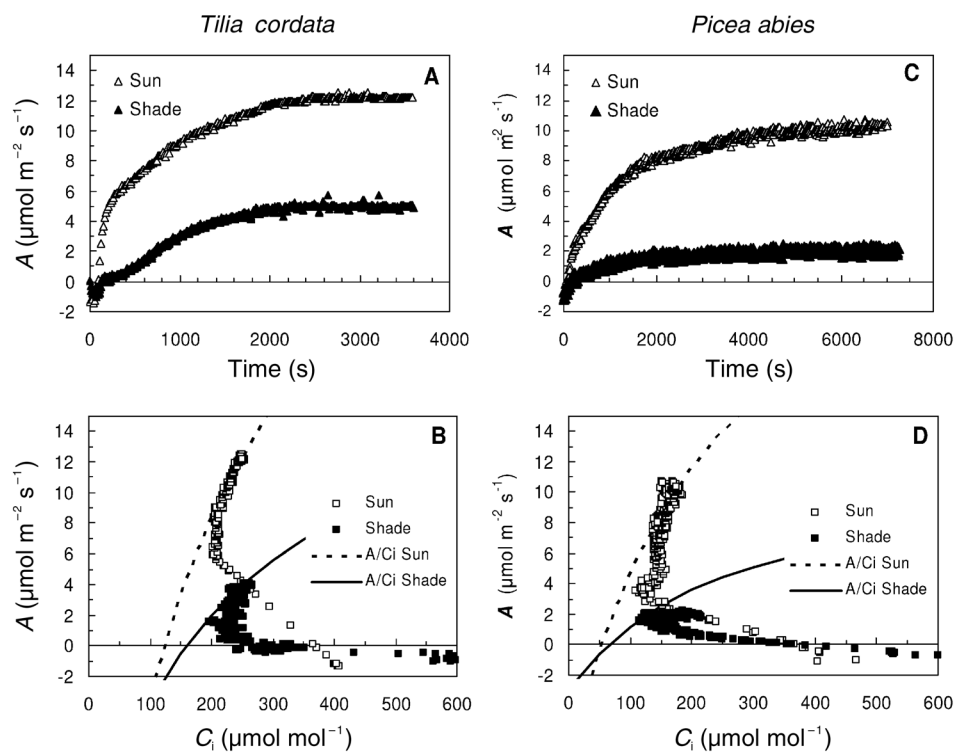 Tilia cordata
Picea abies
A
Sun
Shade
A (μmol m⁻² s⁻¹)
14
12
10
8
6
4
2
0
-2
0 1000 2000 3000 4000
Time (s)
C
Sun
Shade
A (μmol m⁻² s⁻¹)
14
12
10
8
6
4
2
0
-2
0 2000 4000 6000 8000
Time (s)
B
Sun
Shade
A/Ci Sun
A/Ci Shade
A (μmol m⁻² s⁻¹)
14
12
10
8
6
4
2
0
-2
0 100 200 300 400 500 600
Cᵢ (μmol mol⁻¹)
D
Sun
Shade
A/Ci Sun
A/Ci Shade
A (μmol m⁻² s⁻¹)
14
12
10
8
6
4
2
0
-2
0 100 200 300 400 500 600
Cᵢ (μmol mol⁻¹)